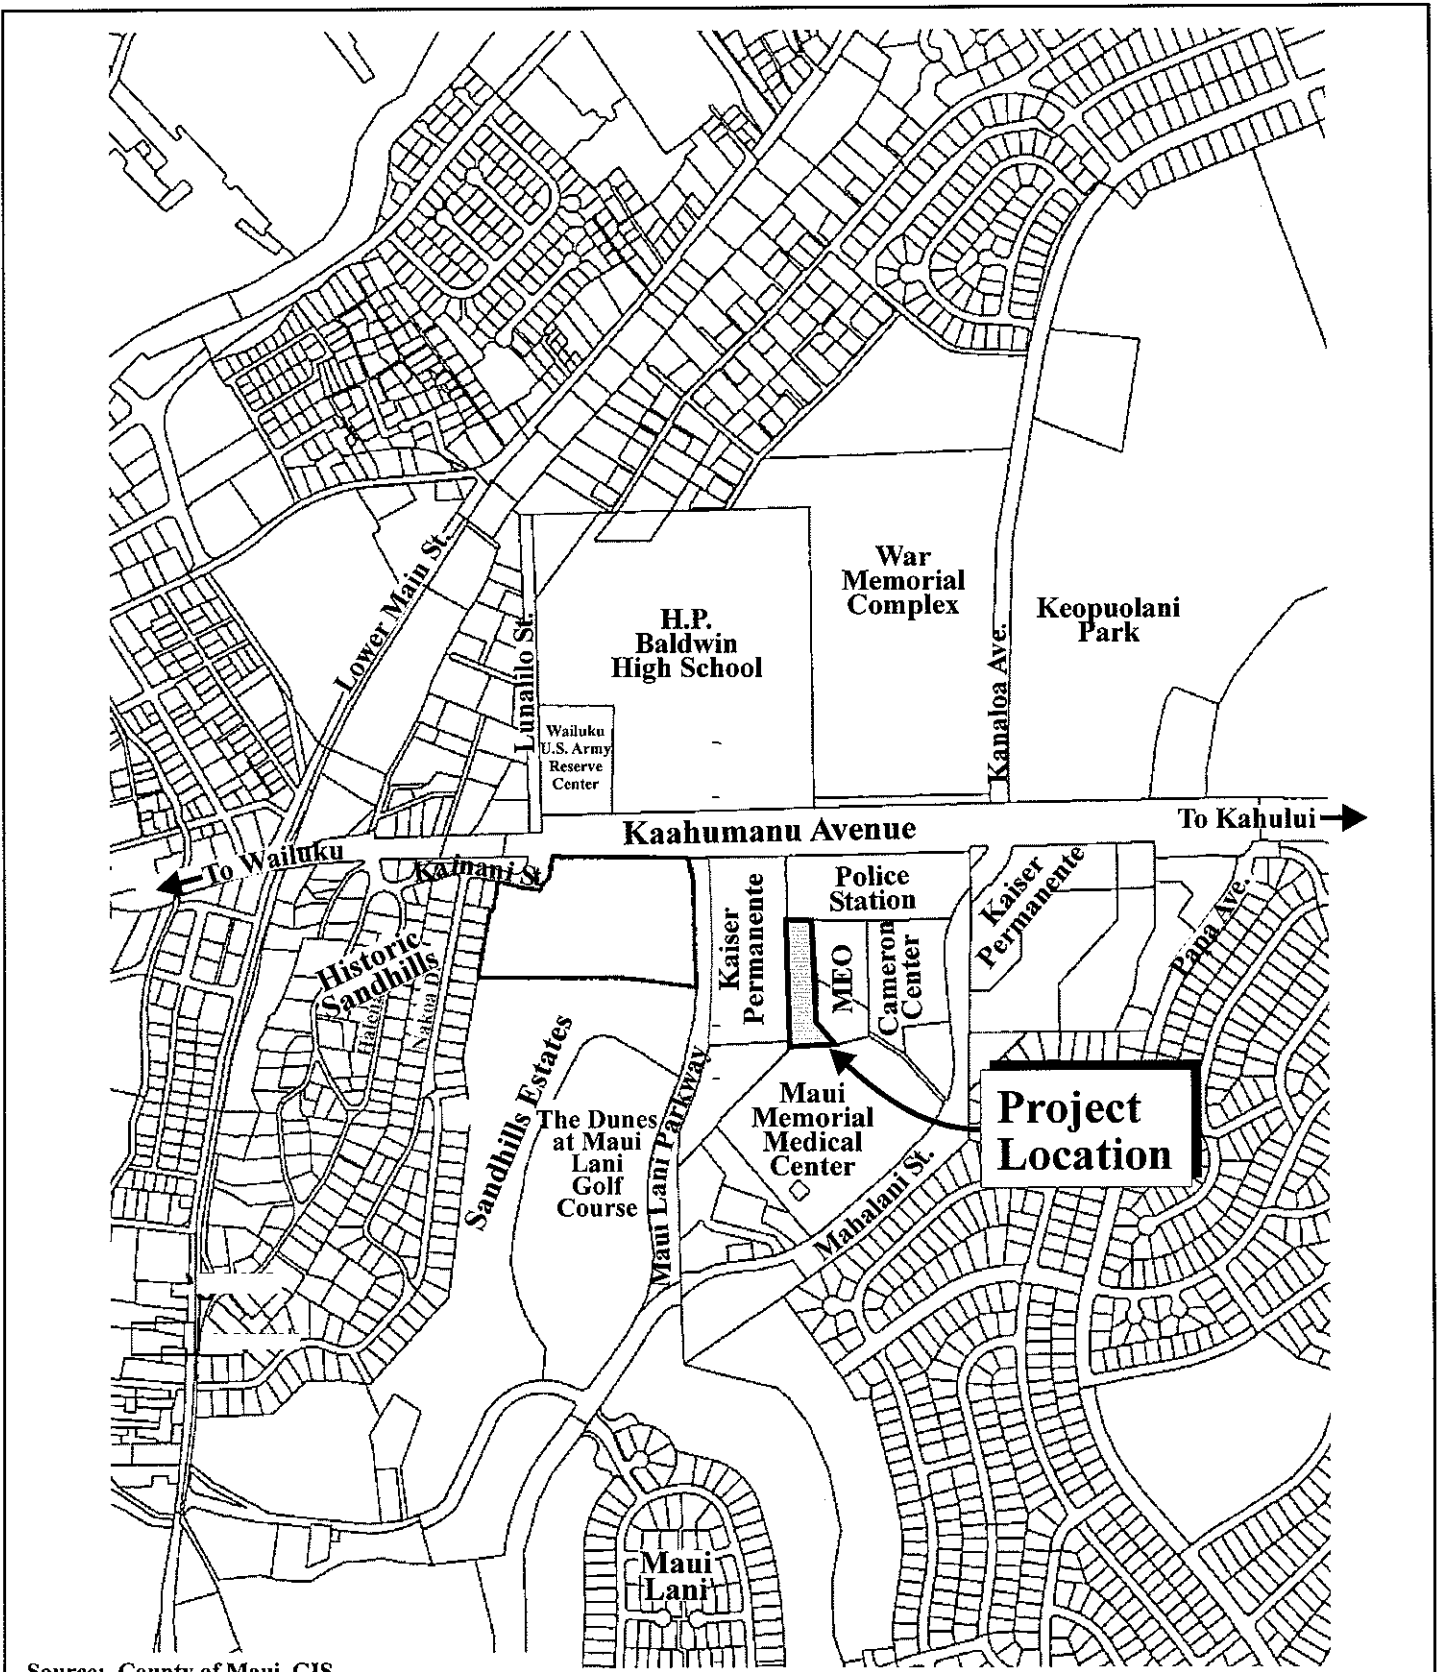 War
Memorial
Complex
Keopuolani
Park
H.P.
Baldwin
High School
Lower Main St.
Lunalilo St.
Kanaloa Ave.
Wailuku
U.S. Army
Reserve
Center
Kaahumanu Avenue
To Kahului
To Wailuku
Kainani St.
Kaiser
Permanente
Police
Station
Kaiser
Permanente
Papa Ave.
MEO
Cameron
Center
Historic
Sandhills
Halenani
Nakoa Dr.
Sandhills Estates
The Dunes
at Maui
Lani
Golf
Course
Maui Lani Parkway
Maui
Memorial
Medical
Center
Mahalani St.
Project
Location
Maui
Lani
Source: County of Maui, GIS